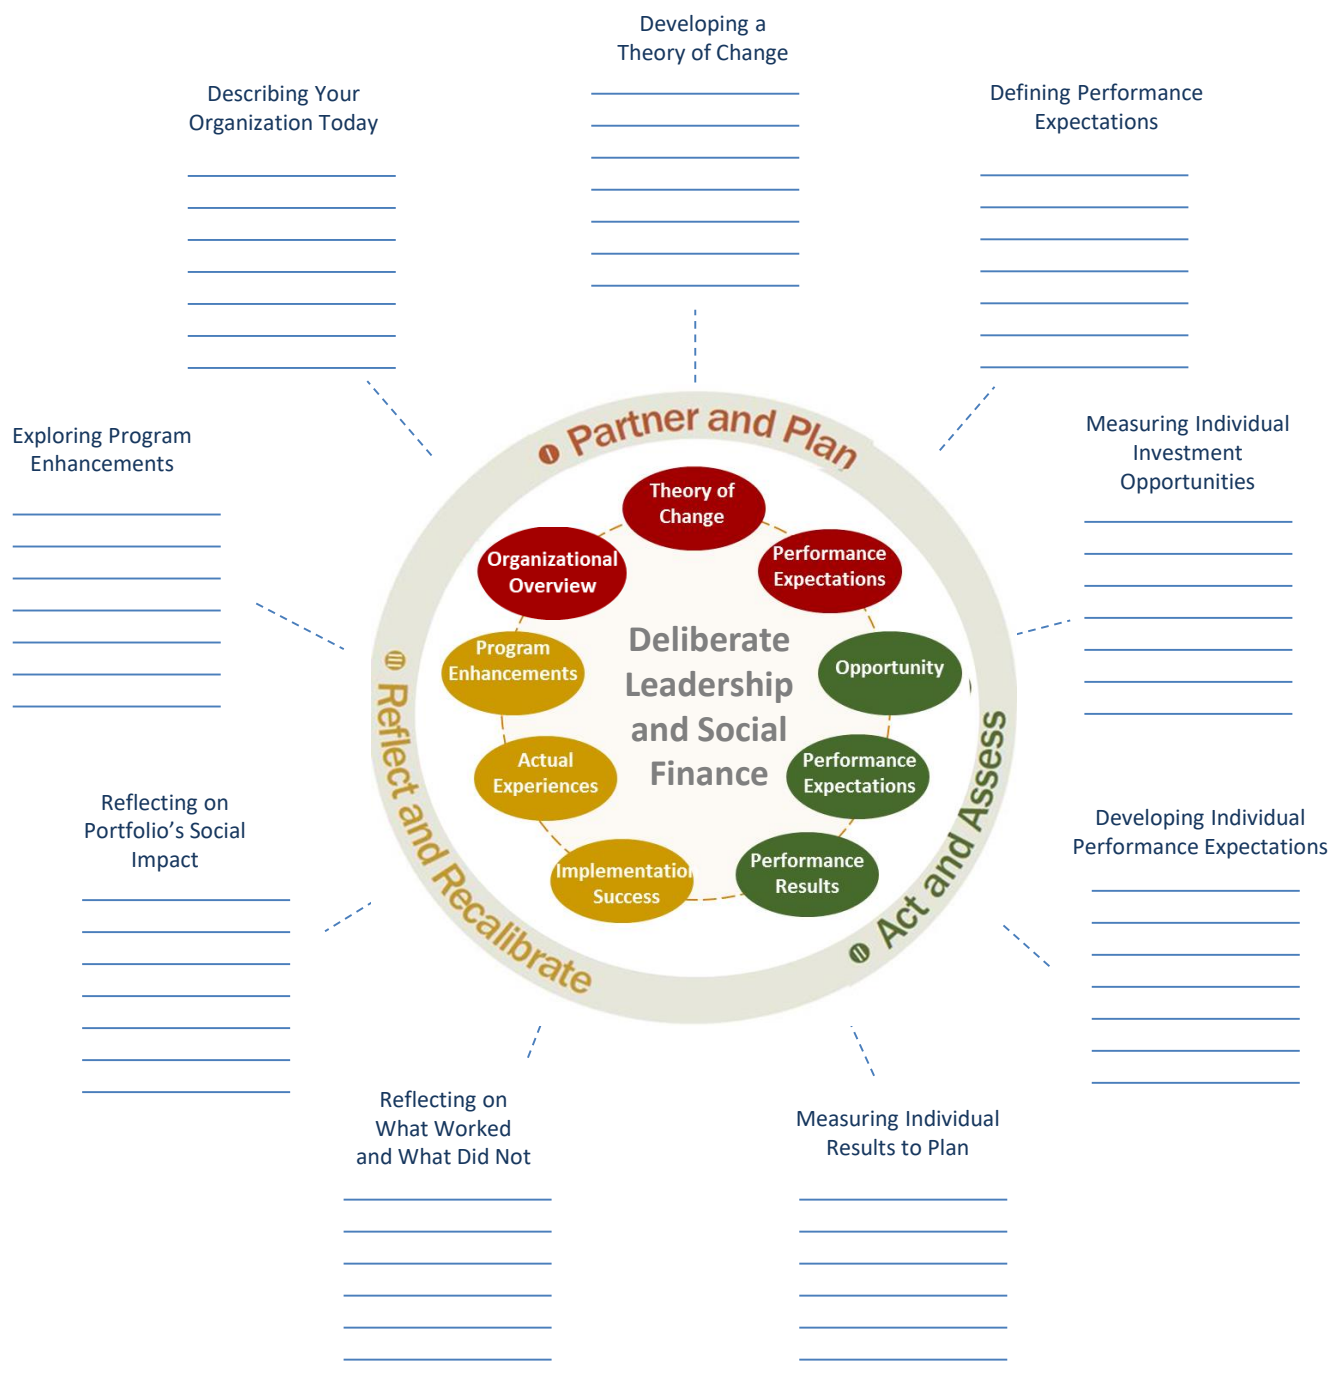 Developing a
Theory of Change
Describing Your
Organization Today
Defining Performance
Expectations
Exploring Program
Enhancements
Measuring Individual
Investment
Opportunities
Reflecting on
Portfolio’s Social
Impact
Developing Individual
Performance Expectations
Reflecting on
What Worked
and What Did Not
Measuring Individual
Results to Plan
I Partner and Plan
II Act and Assess
III Reflect and Recalibrate
Theory of
Change
Organizational
Overview
Performance
Expectations
Program
Enhancements
Opportunity
Actual
Experiences
Performance
Expectations
Implementation
Success
Performance
Results
Deliberate
Leadership
and Social
Finance